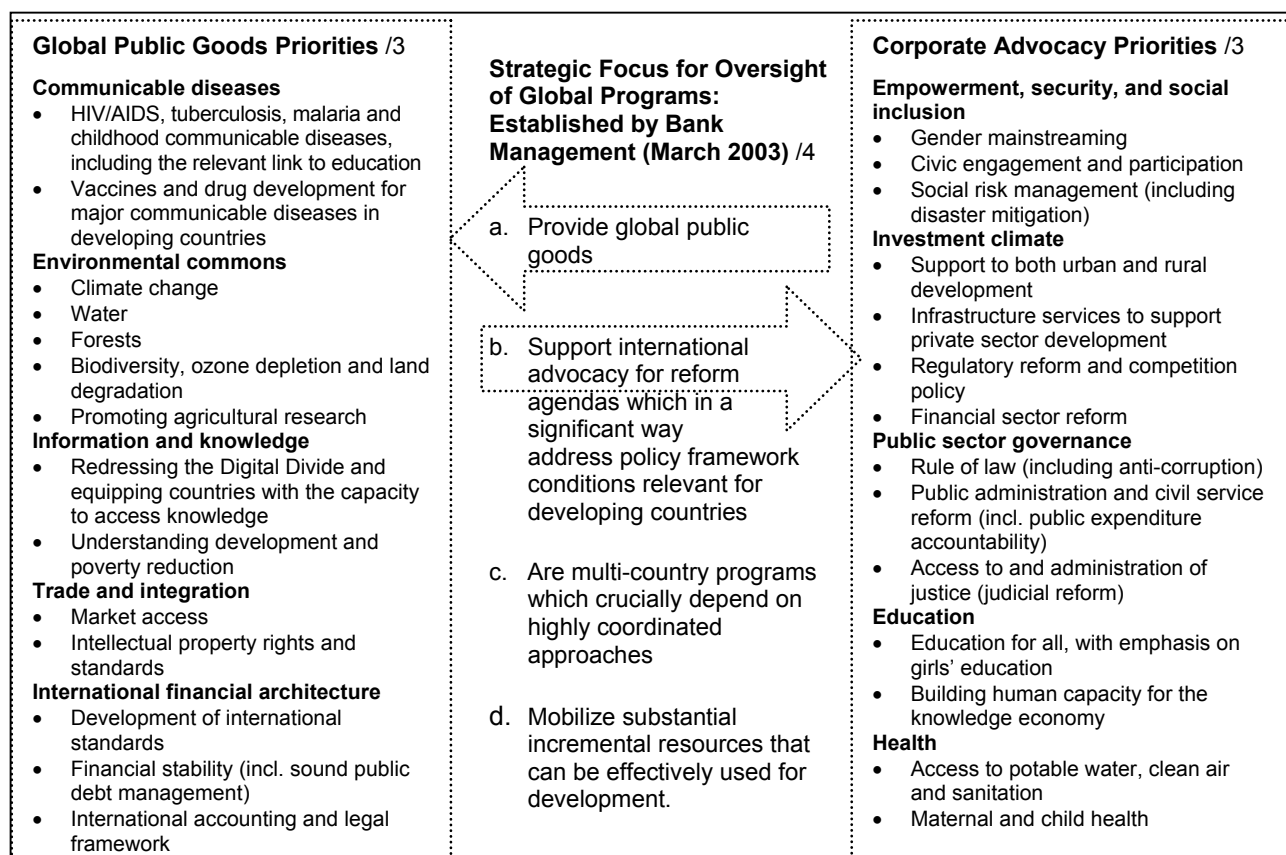 Global Public Goods Priorities /3
Communicable diseases
• HIV/AIDS, tuberculosis, malaria and
childhood communicable diseases,
including the relevant link to education
• Vaccines and drug development for
major communicable diseases in
developing countries
Environmental commons
• Climate change
• Water
• Forests
• Biodiversity, ozone depletion and land
degradation
• Promoting agricultural research
Information and knowledge
• Redressing the Digital Divide and
equipping countries with the capacity
to access knowledge
• Understanding development and
poverty reduction
Trade and integration
• Market access
• Intellectual property rights and
standards
International financial architecture
• Development of international
standards
• Financial stability (incl. sound public
debt management)
• International accounting and legal
framework
Strategic Focus for Oversight
of Global Programs:
Established by Bank
Management (March 2003) /4
a. Provide global public
goods
b. Support international
advocacy for reform
agendas which in a
significant way
address policy framework
conditions relevant for
developing countries
c. Are multi-country programs
which crucially depend on
highly coordinated
approaches
d. Mobilize substantial
incremental resources that
can be effectively used for
development.
Corporate Advocacy Priorities /3
Empowerment, security, and social
inclusion
• Gender mainstreaming
• Civic engagement and participation
• Social risk management (including
disaster mitigation)
Investment climate
• Support to both urban and rural
development
• Infrastructure services to support
private sector development
• Regulatory reform and competition
policy
• Financial sector reform
Public sector governance
• Rule of law (including anti-corruption)
• Public administration and civil service
reform (incl. public expenditure
accountability)
• Access to and administration of
justice (judicial reform)
Education
• Education for all, with emphasis on
girls' education
• Building human capacity for the
knowledge economy
Health
• Access to potable water, clean air
and sanitation
• Maternal and child health